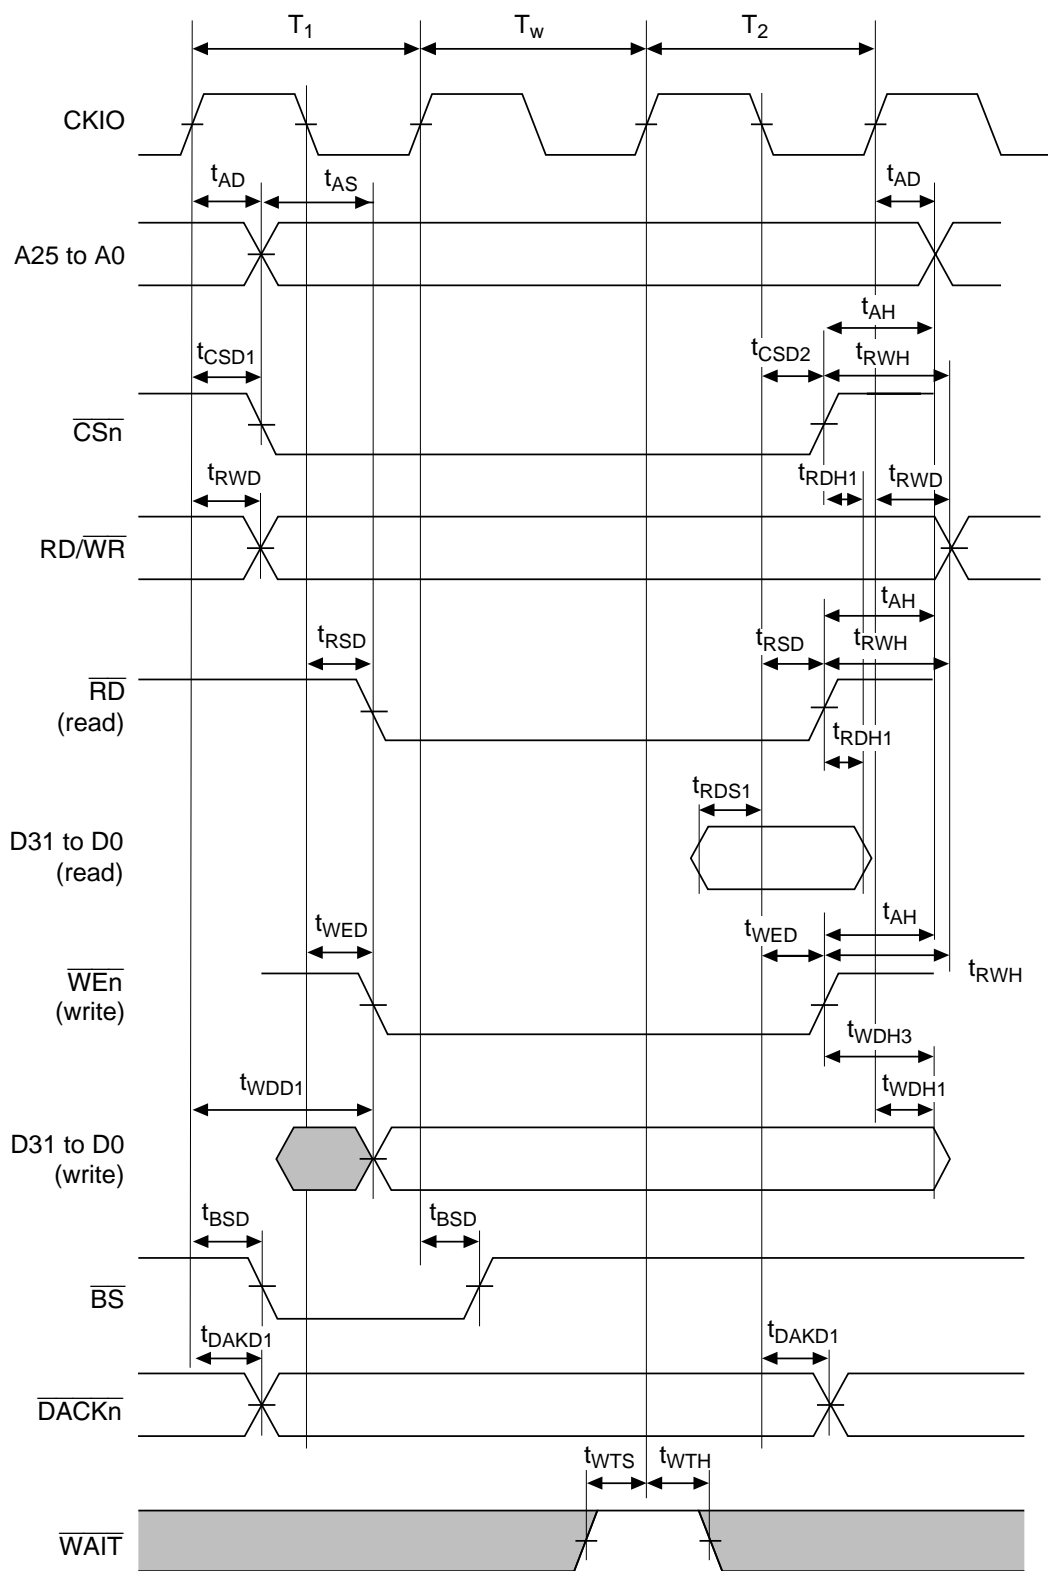 T1 Tw T2
CKIO
tAD tAS tAD
A25 to A0
tAH
tCSD1 tCSD2 tRWH
CSn
tRWD tRDH1 tRWD
RD/WR
tAH
tRSD tRSD tRWH
RD
(read)
tRDH1
tRDS1
D31 to D0
(read)
tAH
tWED tWED
tRWH
WEn
(write)
tWDH3
tWDD1 tWDH1
D31 to D0
(write)
tBSD tBSD
BS
tDAKD1 tDAKD1
DACKn
tWTS tWTH
WAIT